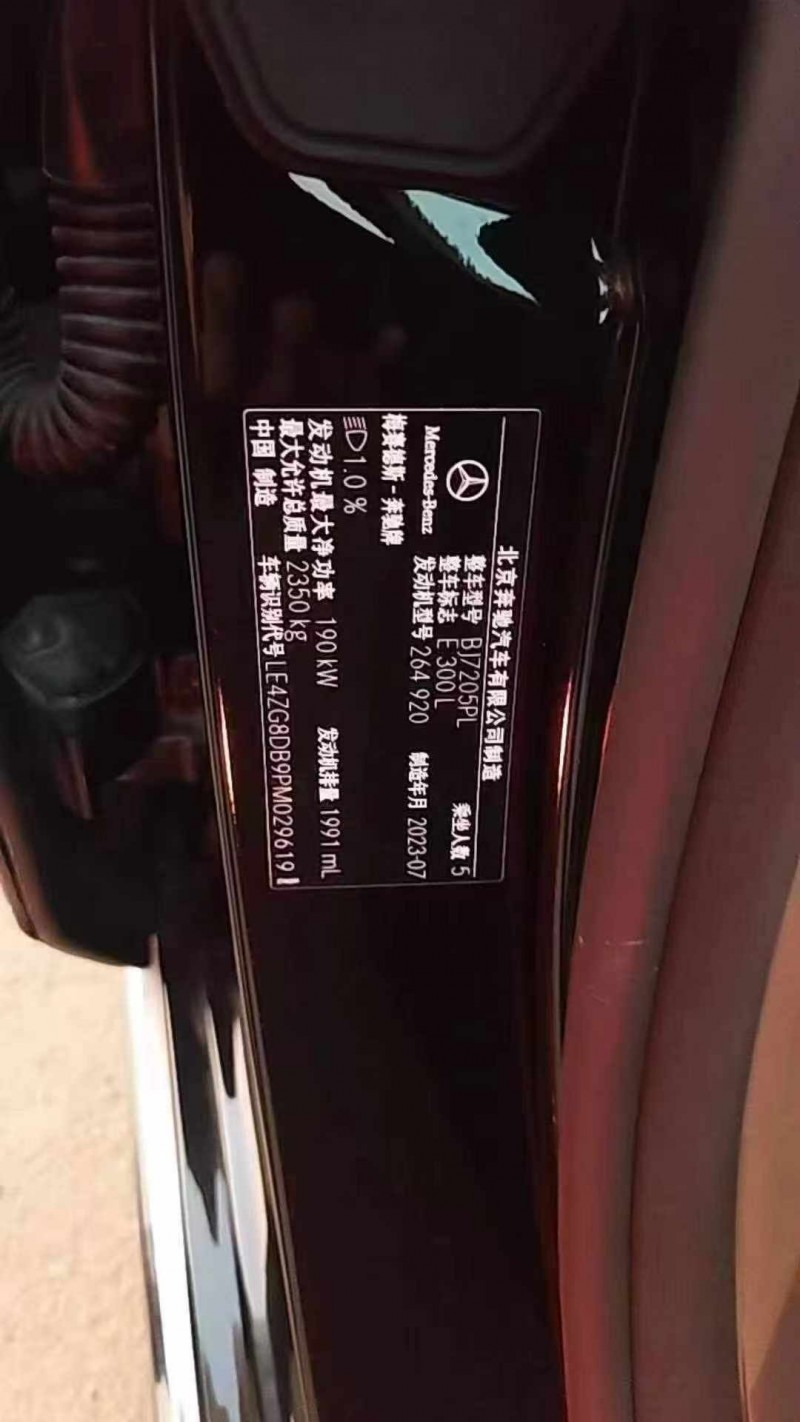 北京奔驰汽车有限公司制造
整车型号 BJ7205PL 乘坐人数 5
整车标志 E 300 L
Mercedes-Benz 发动机型号 264 920 制造年月 2023-07
梅赛德斯-奔驰牌
1.0 %
发动机最大净功率 190 kW 发动机排量 1991 mL
最大允许总质量 2350 kg
中国 制造 车辆识别代号 LE4ZG8DB9PM029619